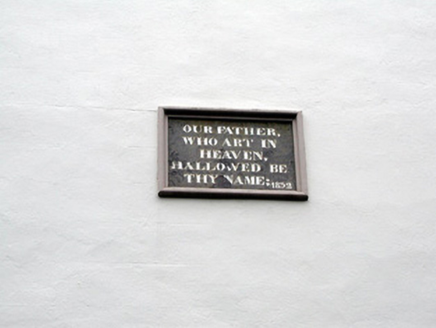 OUR FATHER,
WHO ART IN
HEAVEN,
HALLOWED BE
THY NAME: 1852